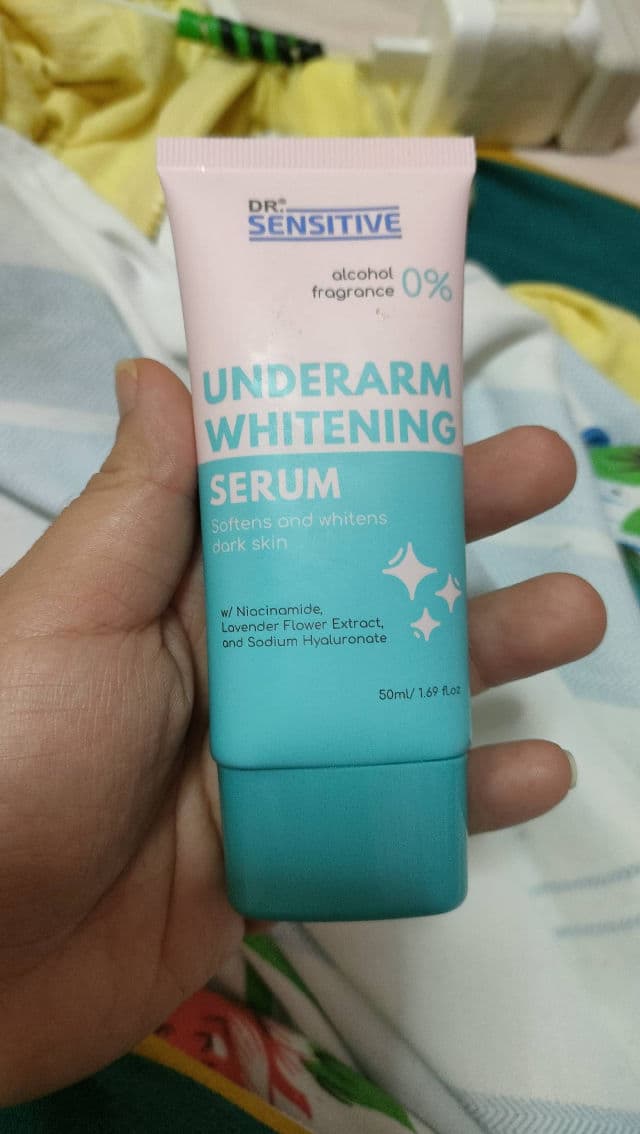 DR.®
SENSITIVE
alcohol
fragrance 0%
UNDERARM
WHITENING
SERUM
Softens and whitens
dark skin
w/ Niacinamide,
Lavender Flower Extract,
and Sodium Hyaluronate
50ml/ 1.69 fl.oz